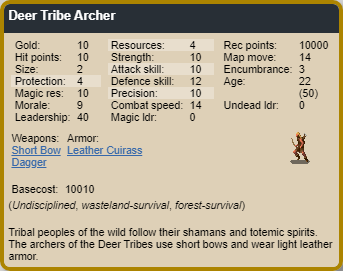 Deer Tribe Archer
Gold: 10 Resources: 4 Rec points: 10000
Hit points: 10 Strength: 10 Map move: 14
Size: 2 Attack skill: 10 Encumbrance: 3
Protection: 4 Defence skill: 12 Age: 22
Magic res: 10 Precision: 10 (50)
Morale: 9 Combat speed: 14 Undead ldr: 0
Leadership: 40 Magic ldr: 0
Weapons: Armor:
Short Bow Leather Cuirass
Dagger
Basecost: 10010
(Undisciplined, wasteland-survival, forest-survival)
Tribal peoples of the wild follow their shamans and totemic spirits.
The archers of the Deer Tribes use short bows and wear light leather
armor.